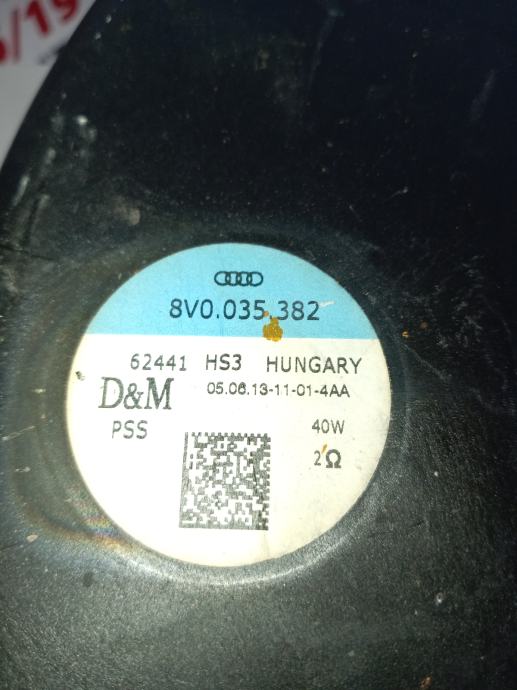 8V0.035.382
62441 HS3 HUNGARY
D&M 05.06.13-11-01-4AA
PSS 40W
2Ω